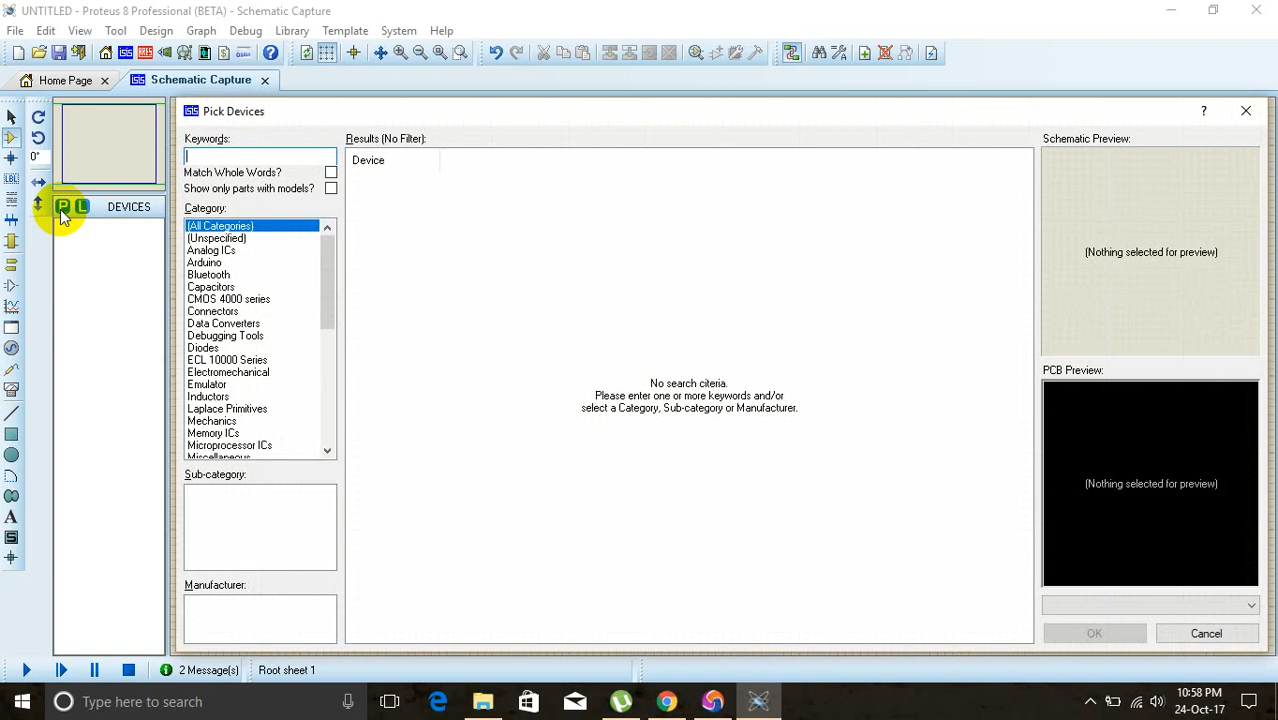 UNTITLED - Proteus 8 Professional (BETA) - Schematic Capture
File Edit View Tool Design Graph Debug Library Template System Help
Home Page
Schematic Capture
Pick Devices
Keywords:
Match Whole Words?
Show only parts with models?
Category:
(All Categories)
(Unspecified)
Analog ICs
Arduino
Bluetooth
Capacitors
CMOS 4000 series
Connectors
Data Converters
Debugging Tools
Diodes
ECL 10000 Series
Electromechanical
Emulator
Inductors
Laplace Primitives
Mechanics
Memory ICs
Microprocessor ICs
Miscellaneous
Sub-category:
Manufacturer:
Results (No Filter):
Device
No search citeria.
Please enter one or more keywords and/or
select a Category, Sub-category or Manufacturer.
Schematic Preview:
(Nothing selected for preview)
PCB Preview:
(Nothing selected for preview)
OK Cancel
0°
LBL
P L DEVICES
A
2 Message(s) Root sheet 1
Type here to search
10:58 PM
24-Oct-17